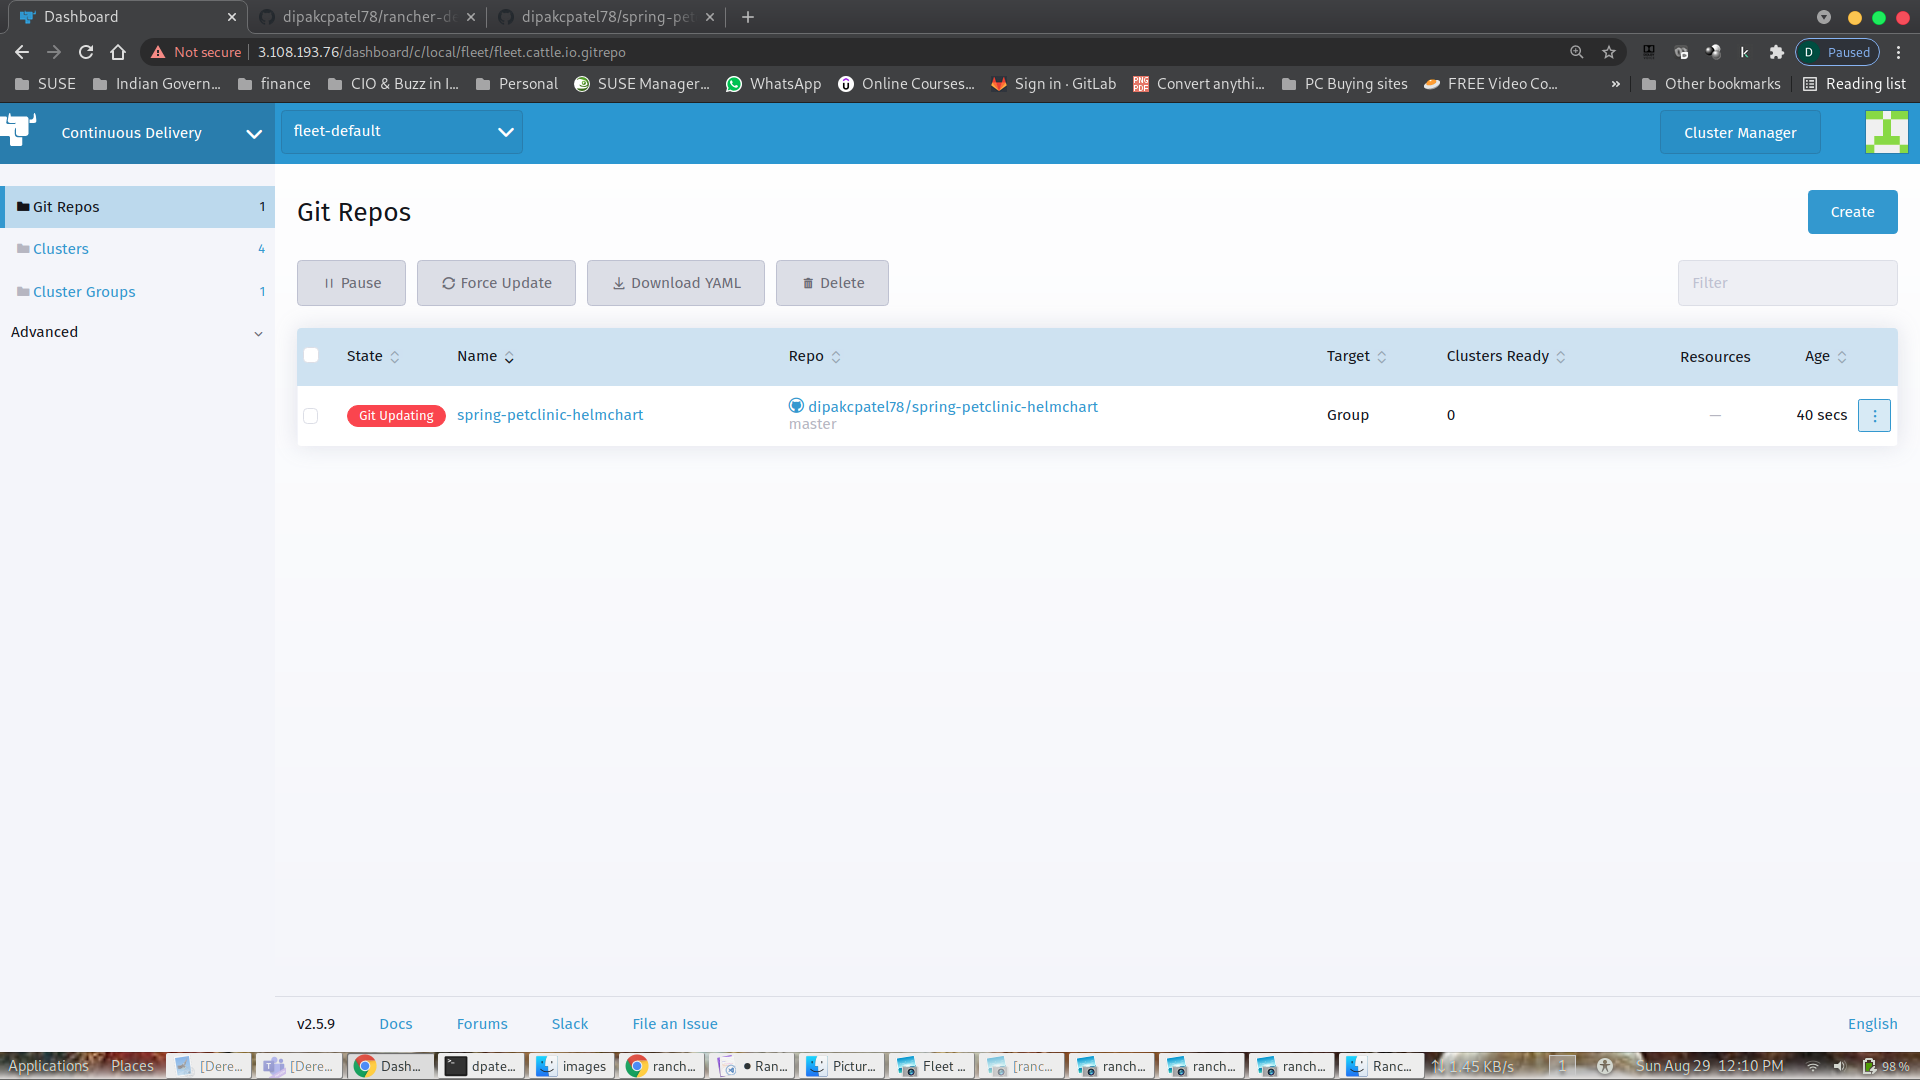 Dashboard
dipakcpatel78/rancher-de
dipakcpatel78/spring-pet
Not secure
3.108.193.76/dashboard/c/local/fleet/fleet.cattle.io.gitrepo
D Paused
SUSE
Indian Govern...
finance
CIO & Buzz in I...
Personal
SUSE Manager...
WhatsApp
Online Courses...
Sign in · GitLab
PNG PDF
Convert anythi...
PC Buying sites
FREE Video Co...
»
Other bookmarks
Reading list
Continuous Delivery
fleet-default
Cluster Manager
Git Repos 1
Clusters 4
Cluster Groups 1
Advanced
Git Repos
Create
Pause
Force Update
Download YAML
Delete
Filter
State Name Repo Target Clusters Ready Resources Age
Git Updating spring-petclinic-helmchart dipakcpatel78/spring-petclinic-helmchart Group 0 — 40 secs
master
v2.5.9 Docs Forums Slack File an Issue English
Applications Places [Dere... [Dere... Dash... dpate... images ranch... • Ran... Pictur... Fleet ... [ranc... ranch... ranch... ranch... Ranc... 1.45 KB/s 1 Sun Aug 29 12:10 PM 98 %